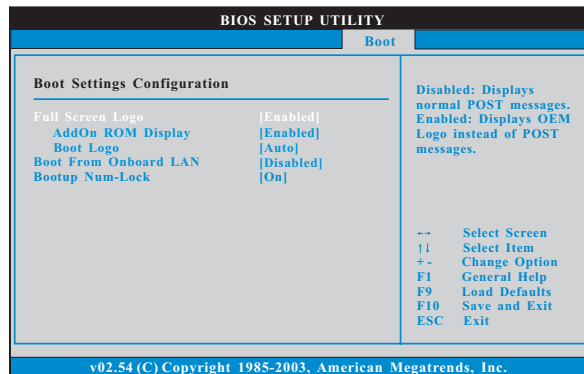 BIOS SETUP UTILITY
Boot
Boot Settings Configuration
Full Screen Logo [Enabled]
AddOn ROM Display [Enabled]
Boot Logo [Auto]
Boot From Onboard LAN [Disabled]
Bootup Num-Lock [On]
Disabled: Displays
normal POST messages.
Enabled: Displays OEM
Logo instead of POST
messages.
←→ Select Screen
↑↓ Select Item
+ - Change Option
F1 General Help
F9 Load Defaults
F10 Save and Exit
ESC Exit
v02.54 (C) Copyright 1985-2003, American Megatrends, Inc.